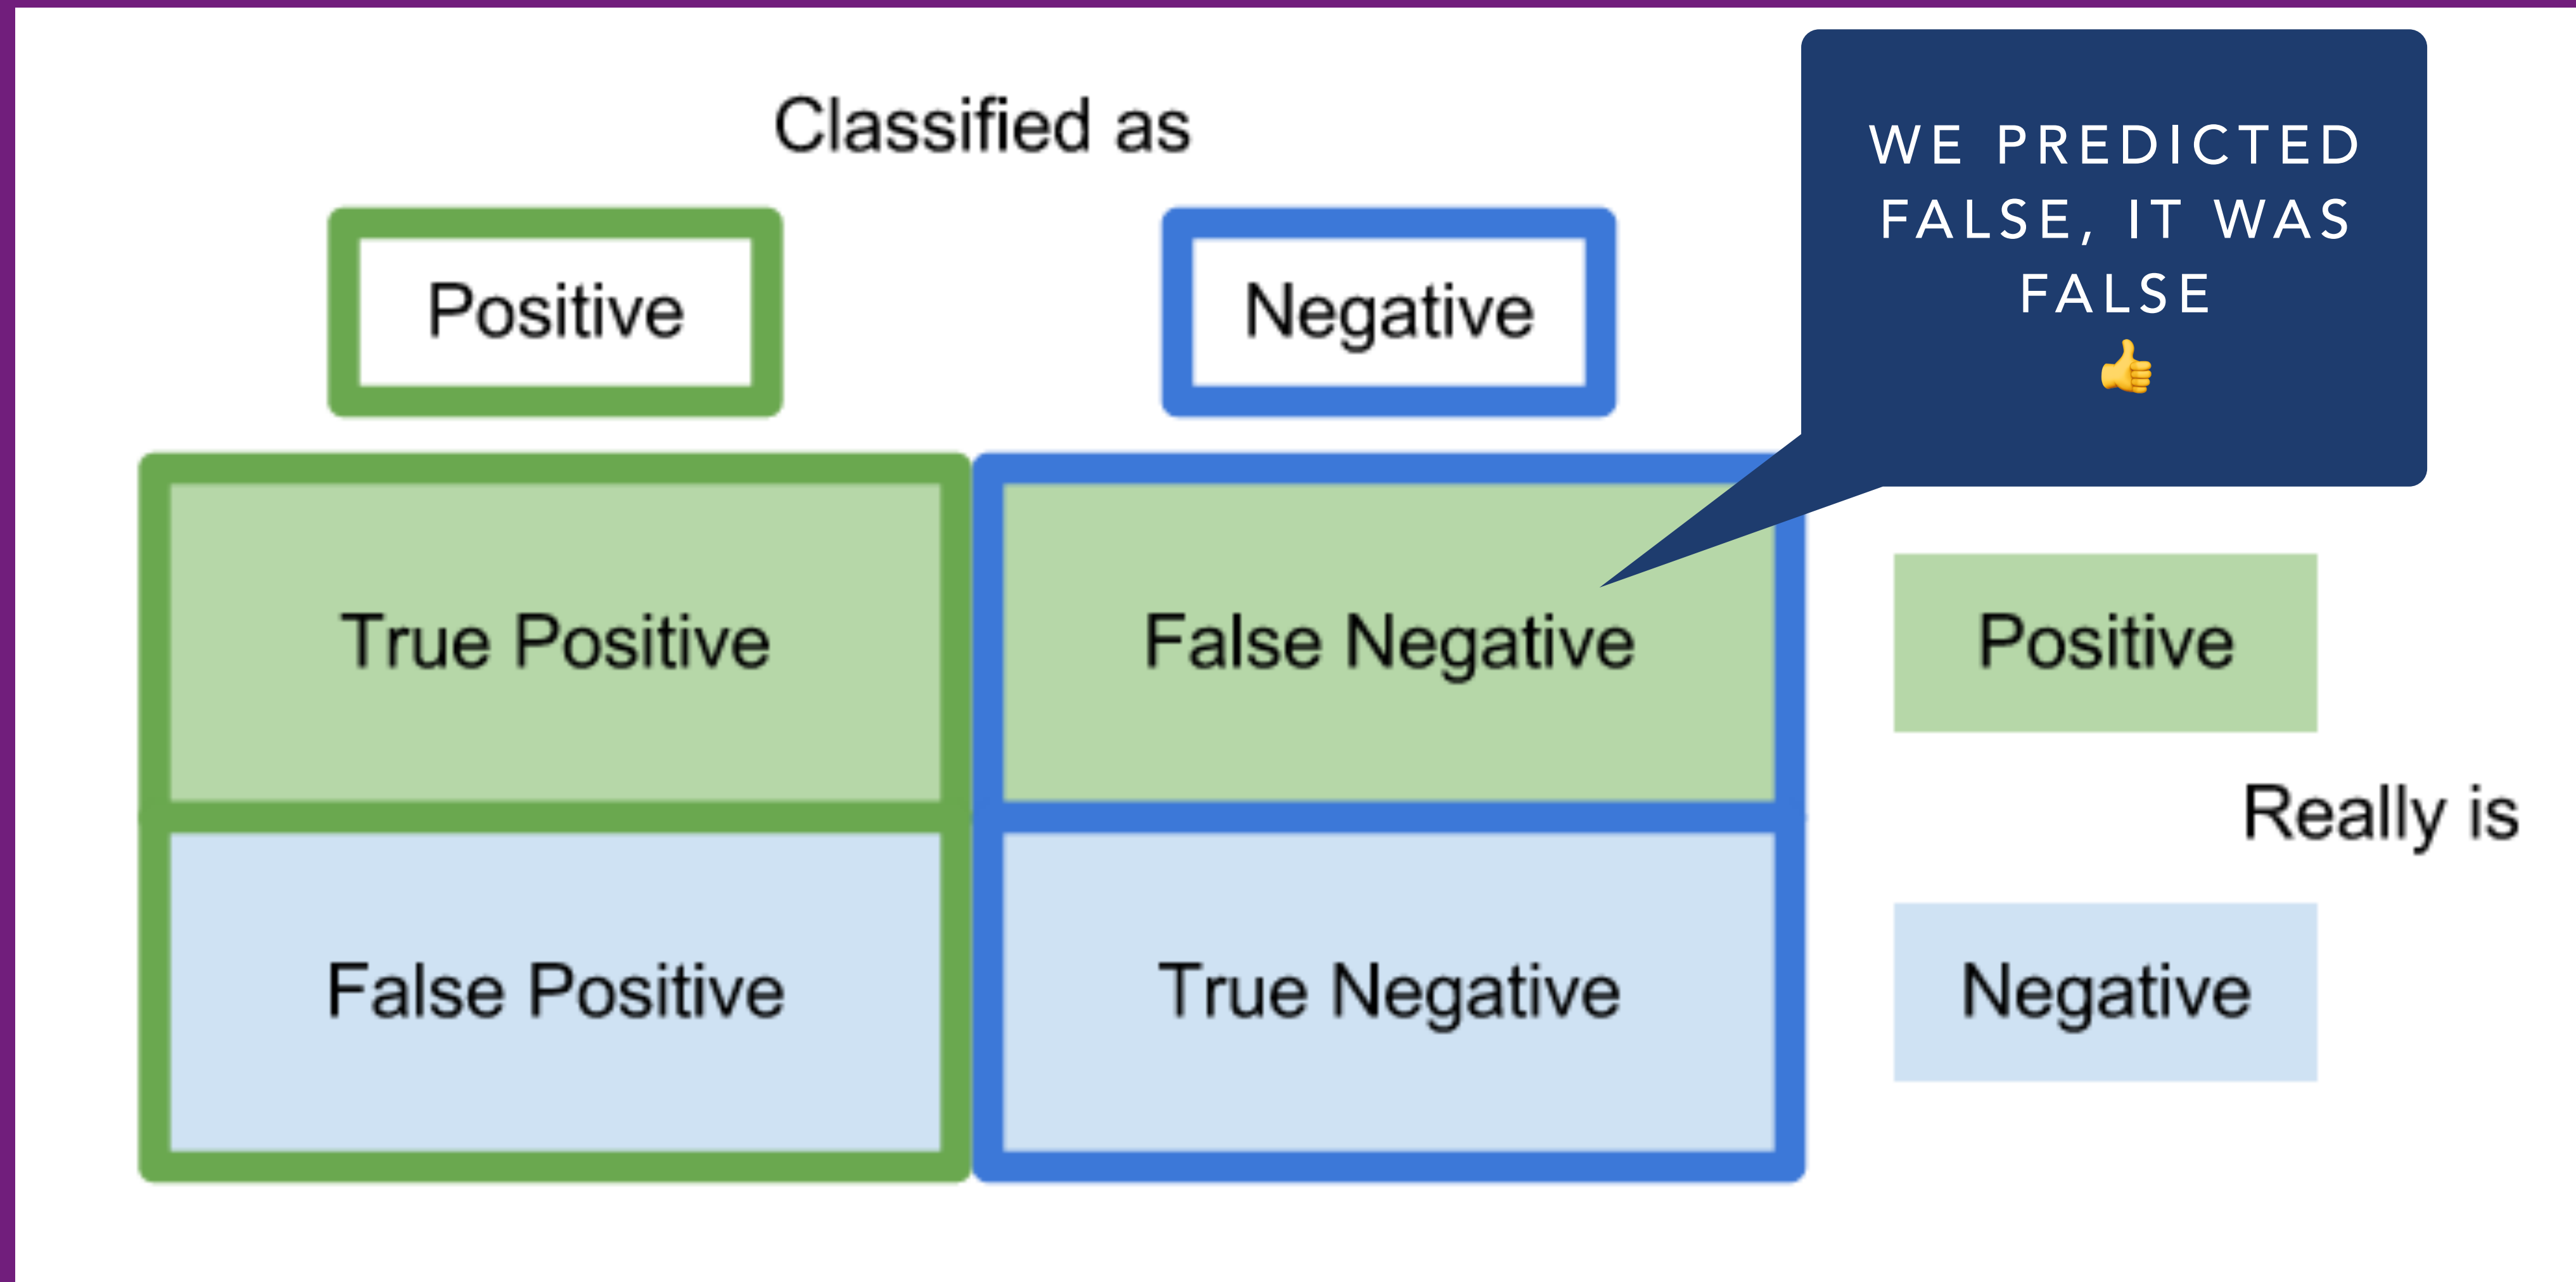 Classified as
WE PREDICTED
FALSE, IT WAS
FALSE
👍
Positive
Negative
True Positive
False Negative
Positive
Really is
False Positive
True Negative
Negative